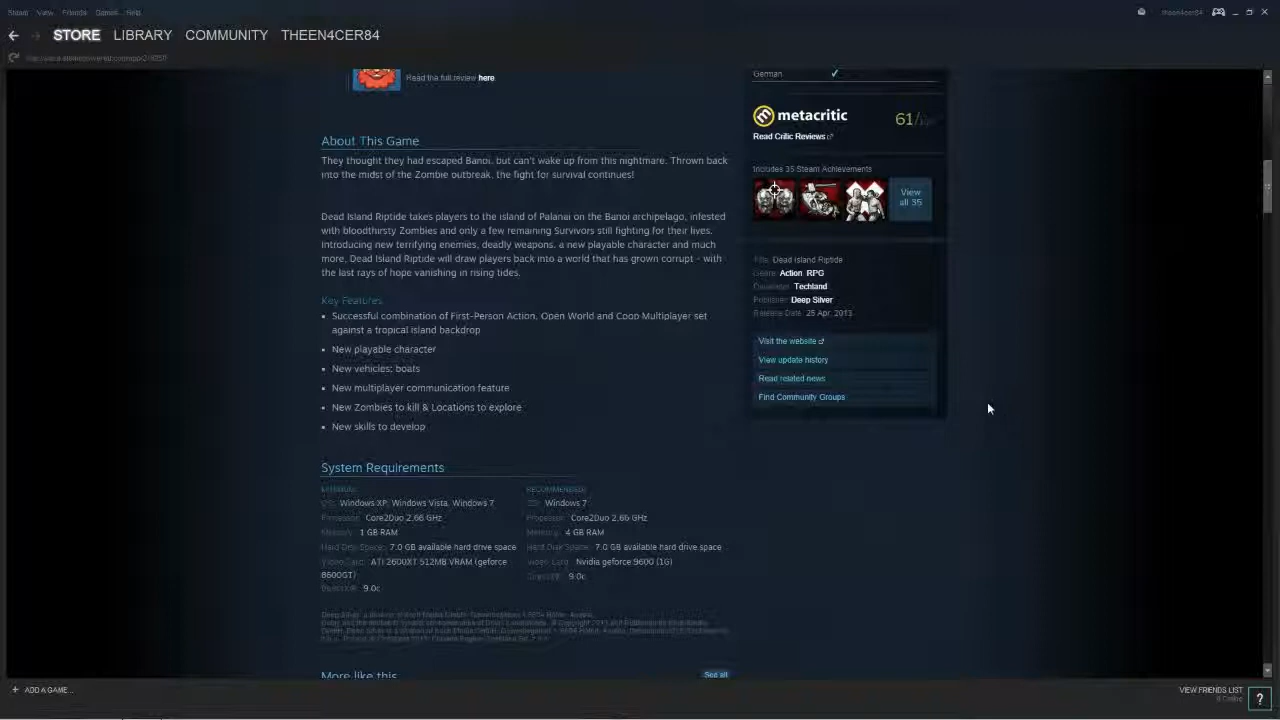 Steam View Friends Games Help
theen4cer84
STORE LIBRARY COMMUNITY THEEN4CER84
Read the full review here
About This Game
They thought they had escaped Banoi, but can't wake up from this nightmare. Thrown back
into the midst of the Zombie outbreak, the fight for survival continues!
Dead Island Riptide takes players to the island of Palanai on the Banoi archipelago, infested
with bloodthirsty Zombies and only a few remaining Survivors still fighting for their lives.
Introducing new terrifying enemies, deadly weapons, a new playable character and much
more, Dead Island Riptide will draw players back into a world that has grown corrupt - with
the last rays of hope vanishing in rising tides.
Key Features
• Successful combination of First-Person Action, Open World and Coop Multiplayer set
against a tropical island backdrop
• New playable character
• New vehicles: boats
• New multiplayer communication feature
• New Zombies to kill & Locations to explore
• New skills to develop
System Requirements
MINIMUM:
OS: Windows XP, Windows Vista, Windows 7
Processor: Core2Duo 2.66 GHz
Memory: 1 GB RAM
Hard Disk Space: 7.0 GB available hard drive space
Video Card: ATI 2600XT 512MB VRAM (geforce
8600GT)
DirectX®: 9.0c
RECOMMENDED:
OS: Windows 7
Processor: Core2Duo 2.66 GHz
Memory: 4 GB RAM
Hard Disk Space: 7.0 GB available hard drive space
Video Card: Nvidia geforce 9600 (1G)
DirectX®: 9.0c
More like this
See all
German ✓
metacritic 61/100
Read Critic Reviews
Includes 35 Steam Achievements
View
all 35
Title: Dead Island Riptide
Genre: Action, RPG
Developer: Techland
Publisher: Deep Silver
Release Date: 25 Apr, 2013
Visit the website
View update history
Read related news
Find Community Groups
+ ADD A GAME...
VIEW FRIENDS LIST
Online
?